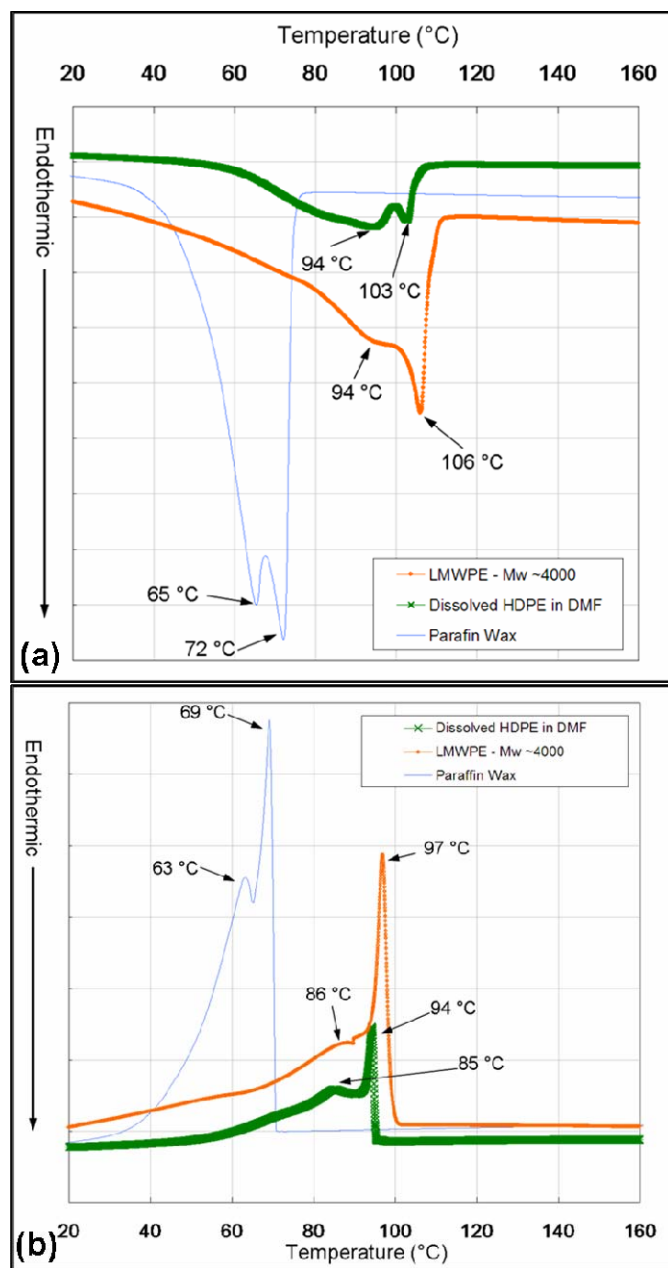 Temperature (°C)
20 40 60 80 100 120 140 160
Endothermic
94 °C
103 °C
94 °C
106 °C
65 °C
72 °C
LMWPE - Mw ~4000
Dissolved HDPE in DMF
Parafin Wax
(a)
69 °C
Dissolved HDPE in DMF
LMWPE - Mw ~4000
Paraffin Wax
Endothermic
63 °C
97 °C
86 °C
94 °C
85 °C
(b)
20 40 60 80 100 120 140 160
Temperature (°C)